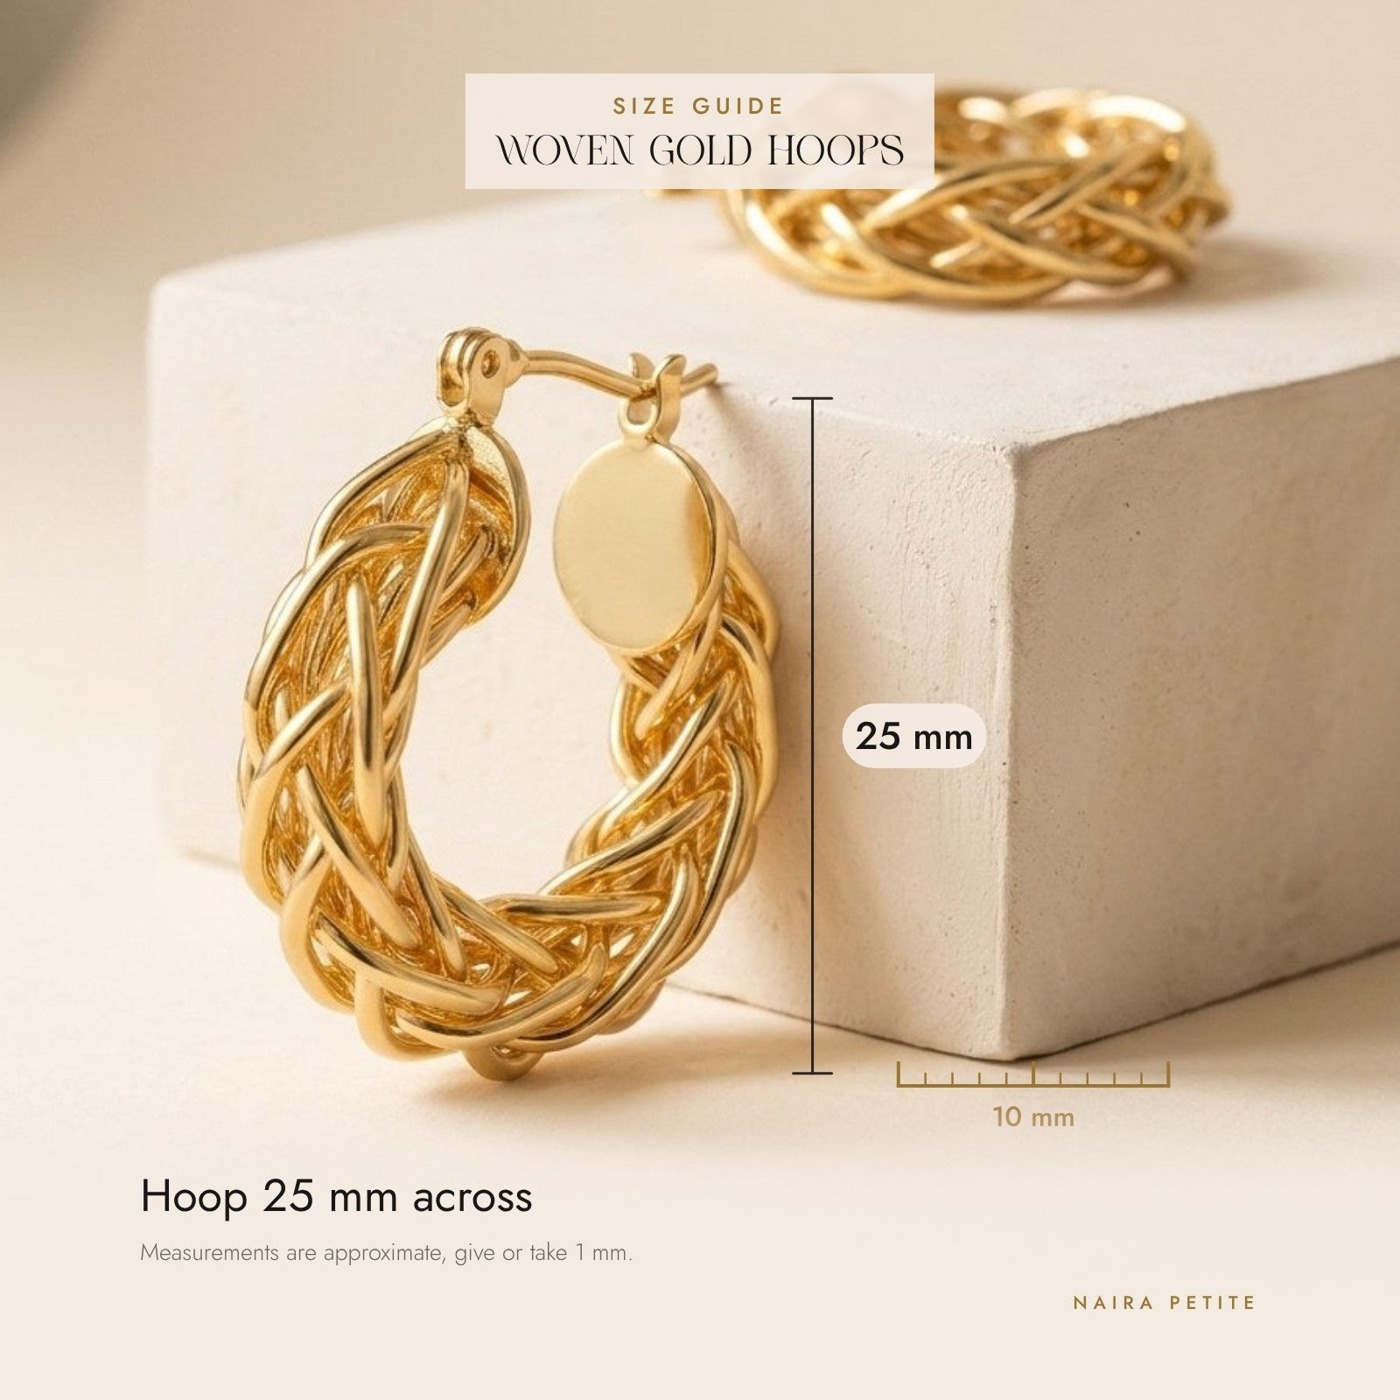 SIZE GUIDE
WOVEN GOLD HOOPS
25 mm
10 mm
Hoop 25 mm across
Measurements are approximate, give or take 1 mm.
NAIRA PETITE